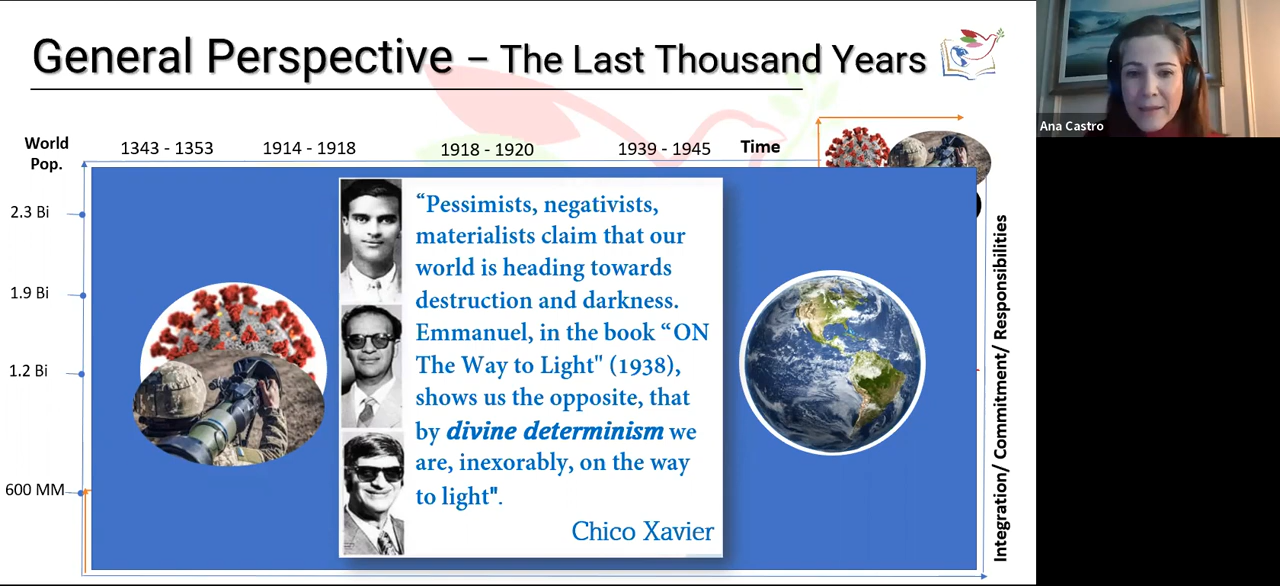 General Perspective – The Last Thousand Years
Ana Castro
World
Pop.
1343 - 1353
1914 - 1918
1918 - 1920
1939 - 1945
Time
2.3 Bi
1.9 Bi
1.2 Bi
600 MM
“Pessimists, negativists,
materialists claim that our
world is heading towards
destruction and darkness.
Emmanuel, in the book “ON
The Way to Light" (1938),
shows us the opposite, that
by divine determinism we
are, inexorably, on the way
to light".
Chico Xavier
Integration/ Commitment/ Responsibilities